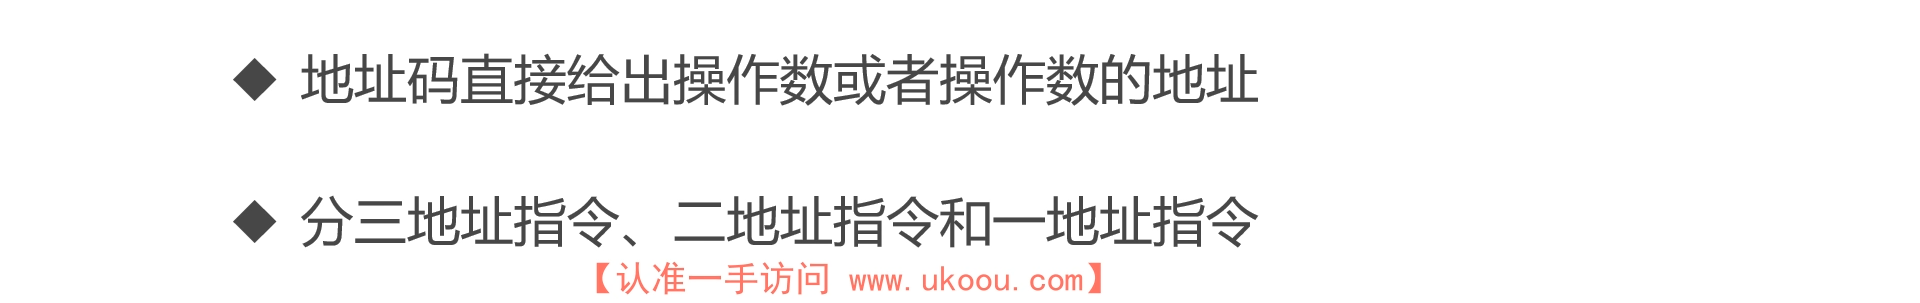 ◆ 地址码直接给出操作数或者操作数的地址
◆ 分三地址指令、二地址指令和一地址指令
【认准一手访问 www.ukoou.com】